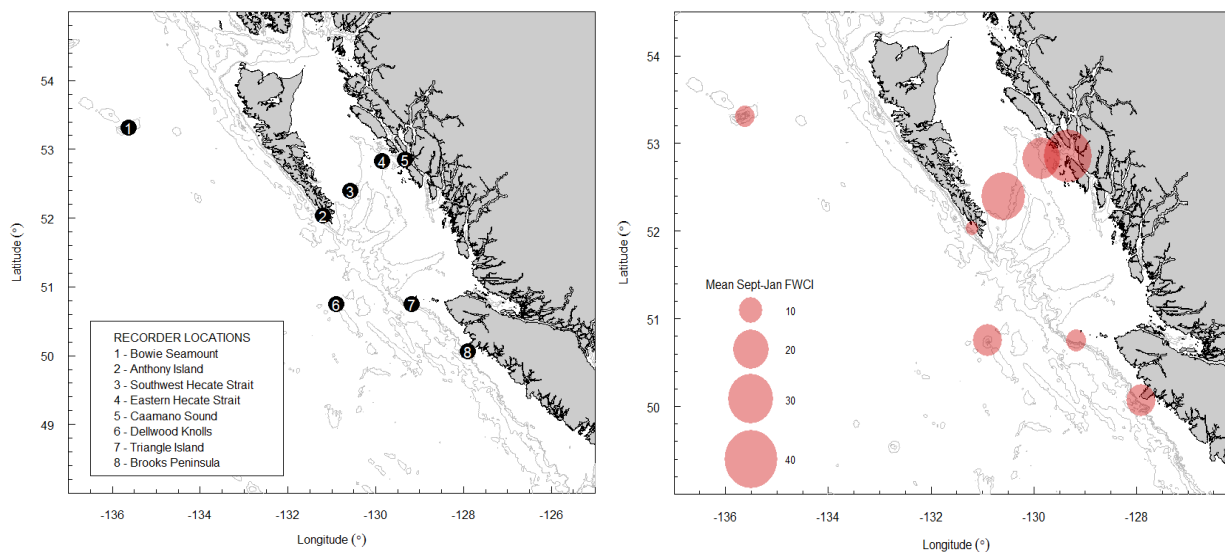 54
53
52
51
50
49
Latitude (°)
1
2
3
4
5
6
7
8
RECORDER LOCATIONS
1 - Bowie Seamount
2 - Anthony Island
3 - Southwest Hecate Strait
4 - Eastern Hecate Strait
5 - Caamano Sound
6 - Dellwood Knolls
7 - Triangle Island
8 - Brooks Peninsula
-136 -134 -132 -130 -128 -126
Longitude (°)
54
53
52
51
50
Latitude (°)
Mean Sept-Jan FWCI
10
20
30
40
-136 -134 -132 -130 -128
Longitude (°)